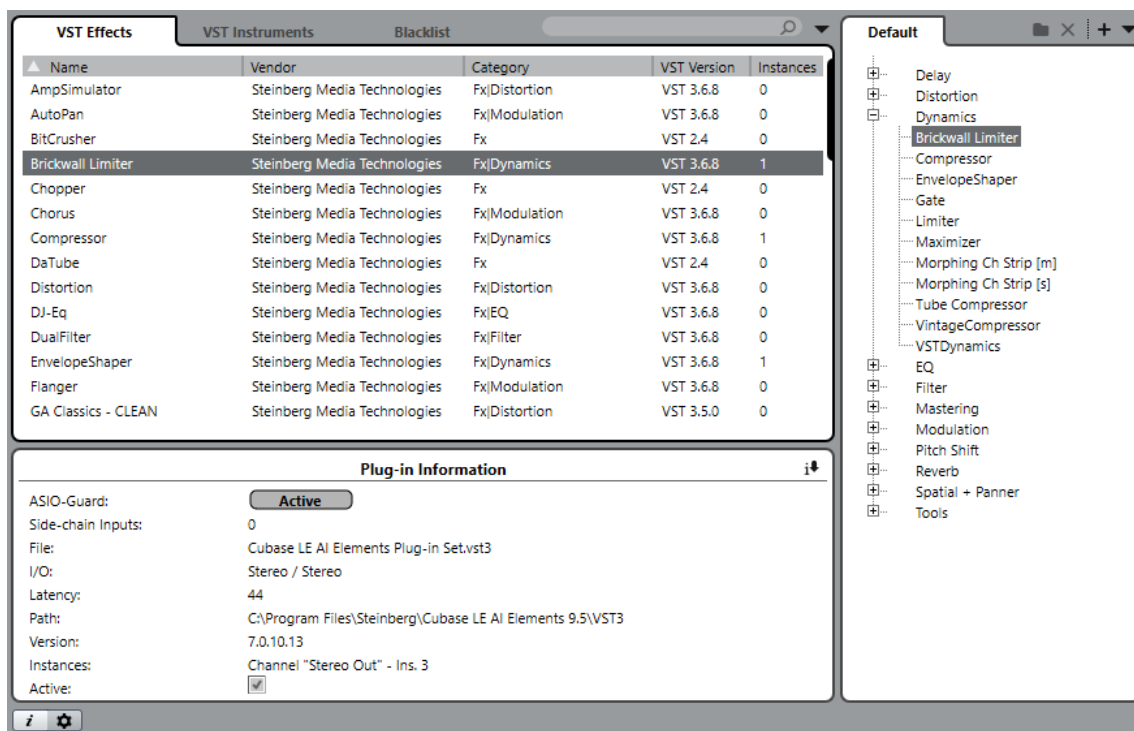 VST Effects VST Instruments Blacklist
Name Vendor Category VST Version Instances
AmpSimulator Steinberg Media Technologies Fx|Distortion VST 3.6.8 0
AutoPan Steinberg Media Technologies Fx|Modulation VST 3.6.8 0
BitCrusher Steinberg Media Technologies Fx VST 2.4 0
Brickwall Limiter Steinberg Media Technologies Fx|Dynamics VST 3.6.8 1
Chopper Steinberg Media Technologies Fx VST 2.4 0
Chorus Steinberg Media Technologies Fx|Modulation VST 3.6.8 0
Compressor Steinberg Media Technologies Fx|Dynamics VST 3.6.8 1
DaTube Steinberg Media Technologies Fx VST 2.4 0
Distortion Steinberg Media Technologies Fx|Distortion VST 3.6.8 0
DJ-Eq Steinberg Media Technologies Fx|EQ VST 3.6.8 0
DualFilter Steinberg Media Technologies Fx|Filter VST 3.6.8 0
EnvelopeShaper Steinberg Media Technologies Fx|Dynamics VST 3.6.8 1
Flanger Steinberg Media Technologies Fx|Modulation VST 3.6.8 0
GA Classics - CLEAN Steinberg Media Technologies Fx|Distortion VST 3.5.0 0
Plug-in Information
ASIO-Guard: Active
Side-chain Inputs: 0
File: Cubase LE AI Elements Plug-in Set.vst3
I/O: Stereo / Stereo
Latency: 44
Path: C:\Program Files\Steinberg\Cubase LE AI Elements 9.5\VST3
Version: 7.0.10.13
Instances: Channel "Stereo Out" - Ins. 3
Active:
Default
Delay
Distortion
Dynamics
Brickwall Limiter
Compressor
EnvelopeShaper
Gate
Limiter
Maximizer
Morphing Ch Strip [m]
Morphing Ch Strip [s]
Tube Compressor
VintageCompressor
VSTDynamics
EQ
Filter
Mastering
Modulation
Pitch Shift
Reverb
Spatial + Panner
Tools